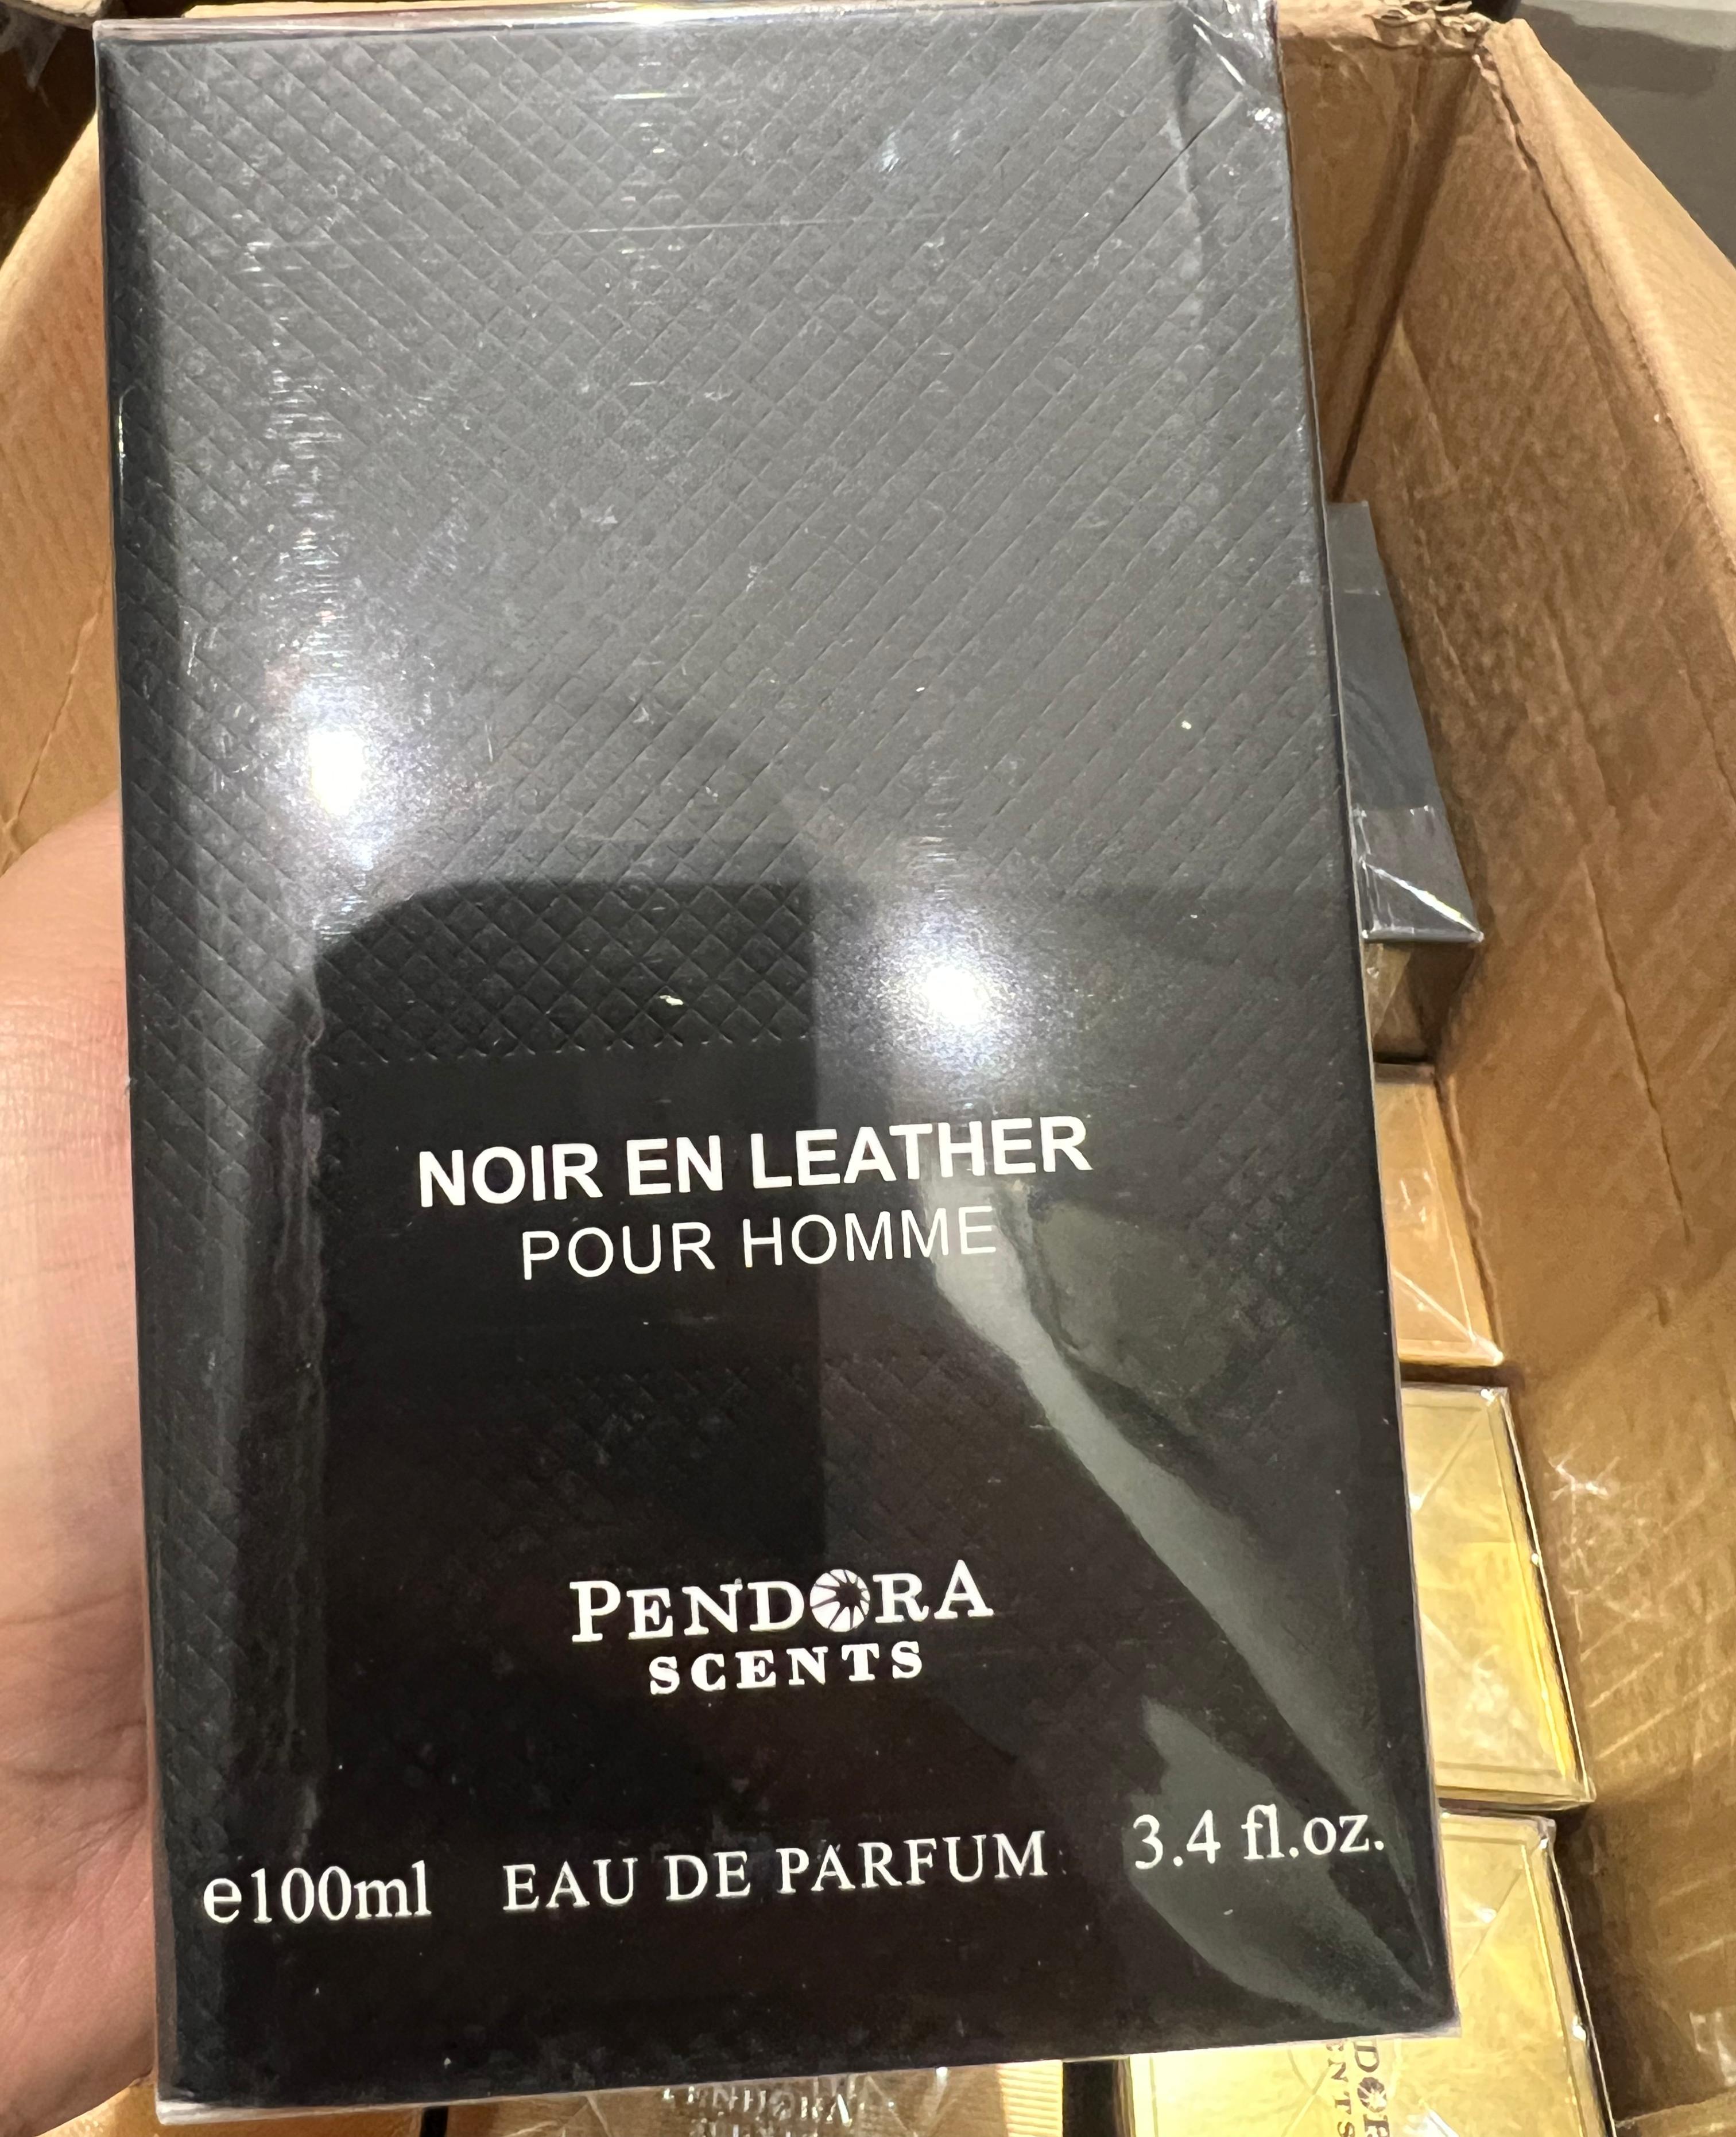 NOIR EN LEATHER
POUR HOMME
PENDORA
SCENTS
e100ml EAU DE PARFUM 3.4 fl.oz.